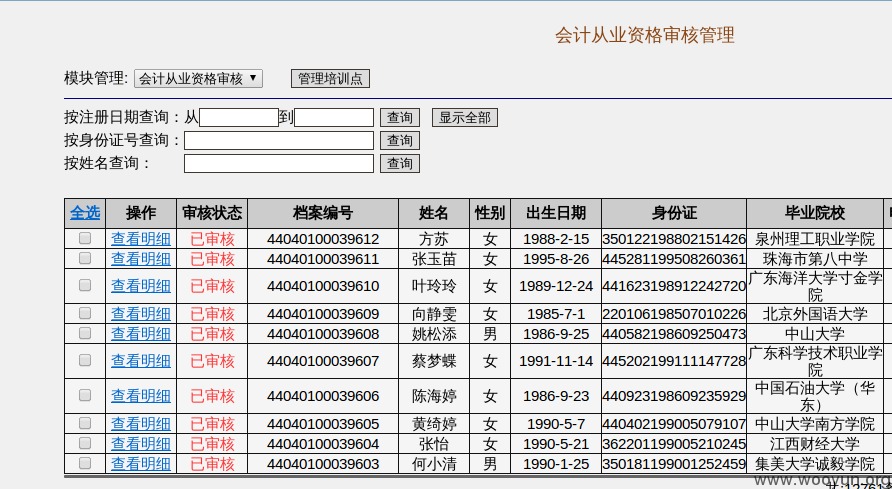 会计从业资格审核管理
模块管理: 会计从业资格审核 管理培训点
按注册日期查询：从 到 查询 显示全部
按身份证号查询： 查询
按姓名查询： 查询
全选 操作 审核状态 档案编号 姓名 性别 出生日期 身份证 毕业院校
查看明细 已审核 44040100039612 方苏 女 1988-2-15 350122198802151426 泉州理工职业学院
查看明细 已审核 44040100039611 张玉苗 女 1995-8-26 445281199508260361 珠海市第八中学
查看明细 已审核 44040100039610 叶玲玲 女 1989-12-24 441623198912242720 广东海洋大学寸金学
院
查看明细 已审核 44040100039609 向静雯 女 1985-7-1 220106198507010226 北京外国语大学
查看明细 已审核 44040100039608 姚松添 男 1986-9-25 440582198609250473 中山大学
查看明细 已审核 44040100039607 蔡梦蝶 女 1991-11-14 445202199111147728 广东科学技术职业学
院
查看明细 已审核 44040100039606 陈海婷 女 1986-9-23 440923198609235929 中国石油大学（华
东）
查看明细 已审核 44040100039605 黄绮婷 女 1990-5-7 440402199005079107 中山大学南方学院
查看明细 已审核 44040100039604 张怡 女 1990-5-21 362201199005210245 江西财经大学
查看明细 已审核 44040100039603 何小清 男 1990-1-25 350181199001252459 集美大学诚毅学院
www.wooyun.org